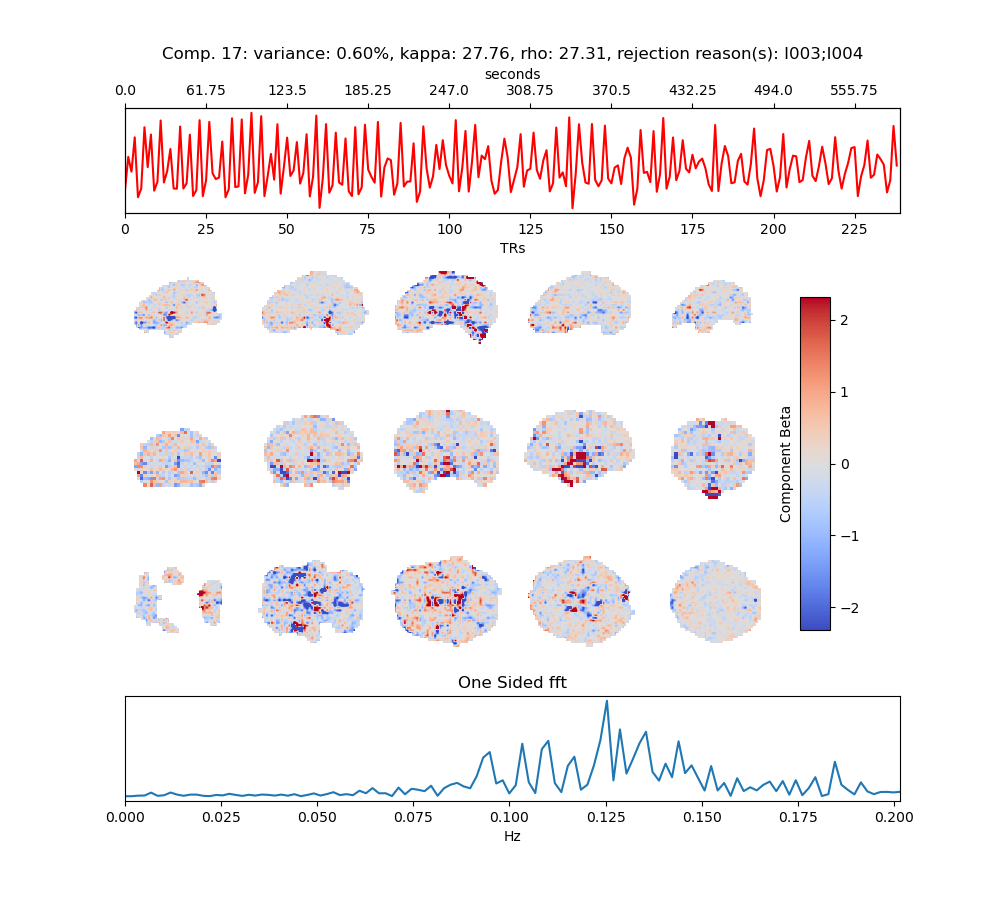 Comp. 17: variance: 0.60%, kappa: 27.76, rho: 27.31, rejection reason(s): I003;I004
seconds
0.0 61.75 123.5 185.25 247.0 308.75 370.5 432.25 494.0 555.75
0 25 50 75 100 125 150 175 200 225
TRs
2
1
0
−1
−2
Component Beta
One Sided fft
0.000 0.025 0.050 0.075 0.100 0.125 0.150 0.175 0.200
Hz